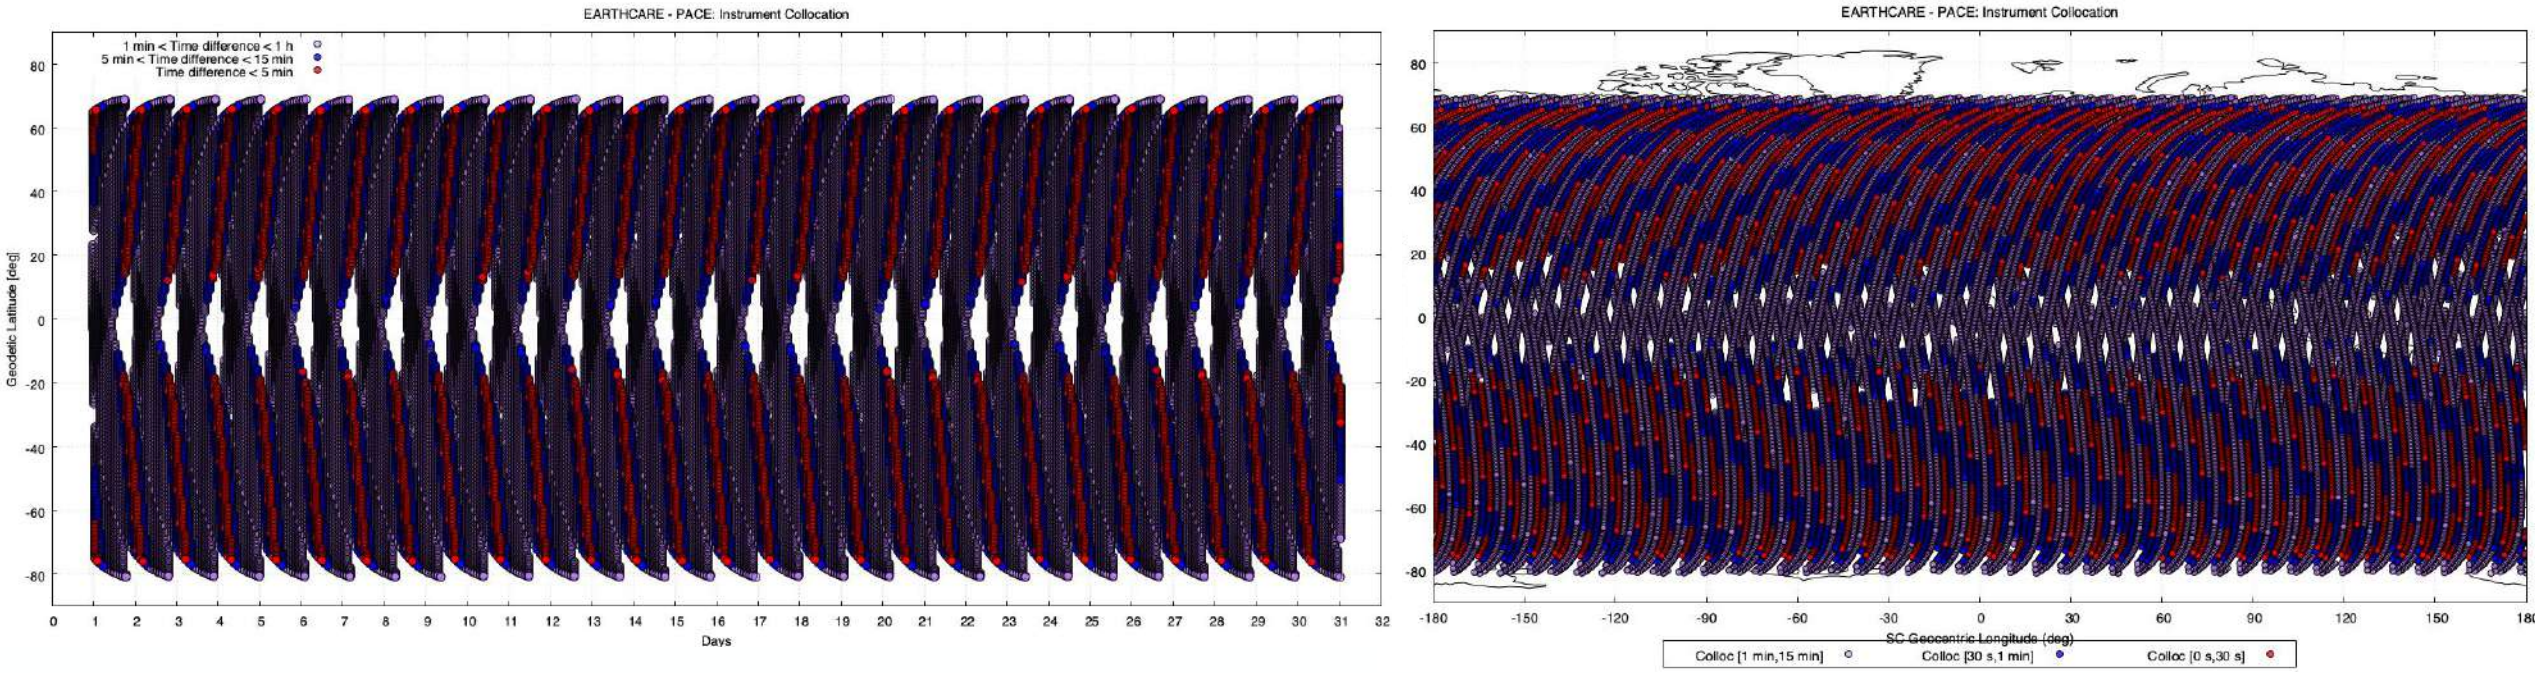 EARTHCARE - PACE: Instrument Collocation
1 min < Time difference < 1 h
5 min < Time difference < 15 min
Time difference < 5 min
80
60
40
20
0
-20
-40
-60
-80
Geodetic Latitude [deg]
0 1 2 3 4 5 6 7 8 9 10 11 12 13 14 15 16 17 18 19 20 21 22 23 24 25 26 27 28 29 30 31 32
Days
EARTHCARE - PACE: Instrument Collocation
80
60
40
20
0
-20
-40
-60
-80
-180 -150 -120 -90 -60 -30 0 30 60 90 120 150 180
SC Geocentric Longitude (deg)
Colloc [1 min,15 min] Colloc [30 s,1 min] Colloc [0 s,30 s]